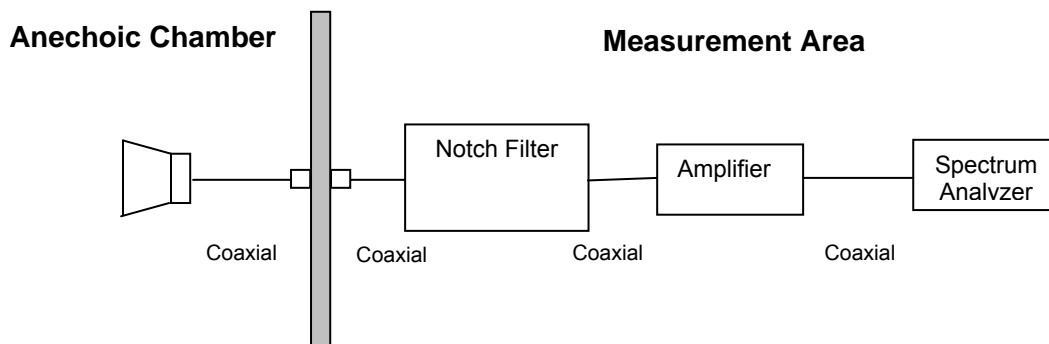 Anechoic Chamber
Measurement Area
Notch Filter
Amplifier
Spectrum
Analvzer
Coaxial
Coaxial
Coaxial
Coaxial